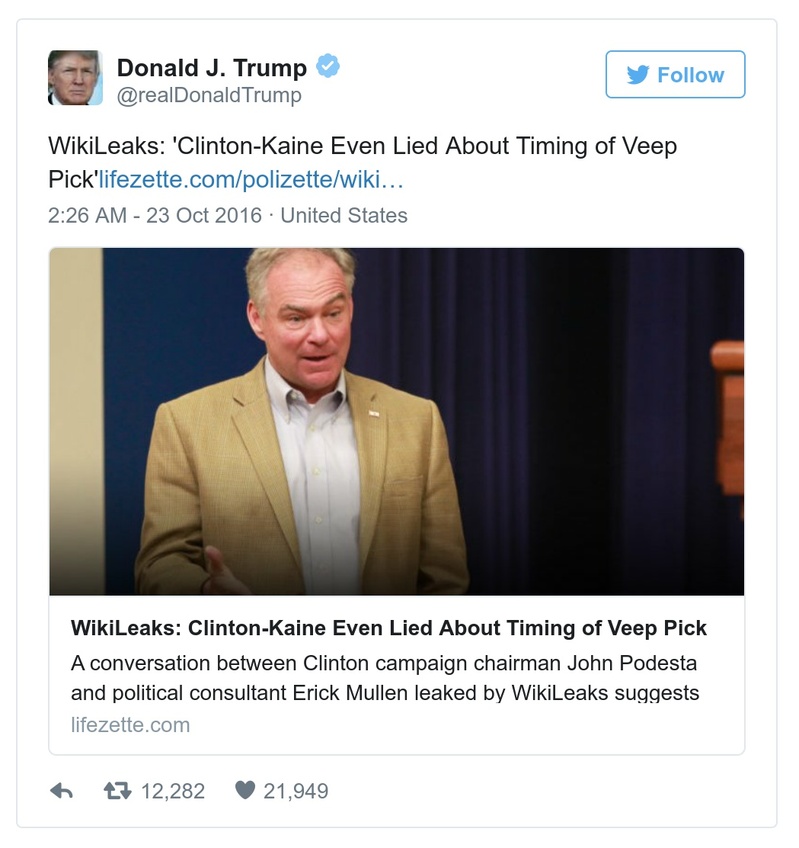 Donald J. Trump
@realDonaldTrump
Follow
WikiLeaks: 'Clinton-Kaine Even Lied About Timing of Veep
Pick'lifezette.com/polizette/wiki…
2:26 AM - 23 Oct 2016 · United States
WikiLeaks: Clinton-Kaine Even Lied About Timing of Veep Pick
A conversation between Clinton campaign chairman John Podesta
and political consultant Erick Mullen leaked by WikiLeaks suggests
lifezette.com
12,282
21,949